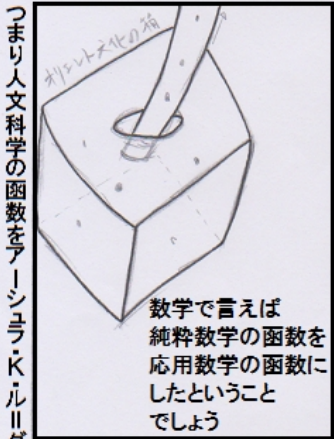 つまり人文科学の函数をアーシュラ・K・ル＝グ
オリエント文化の箱
数学で言えば
純粋数学の函数を
応用数学の函数に
したということ
でしょう